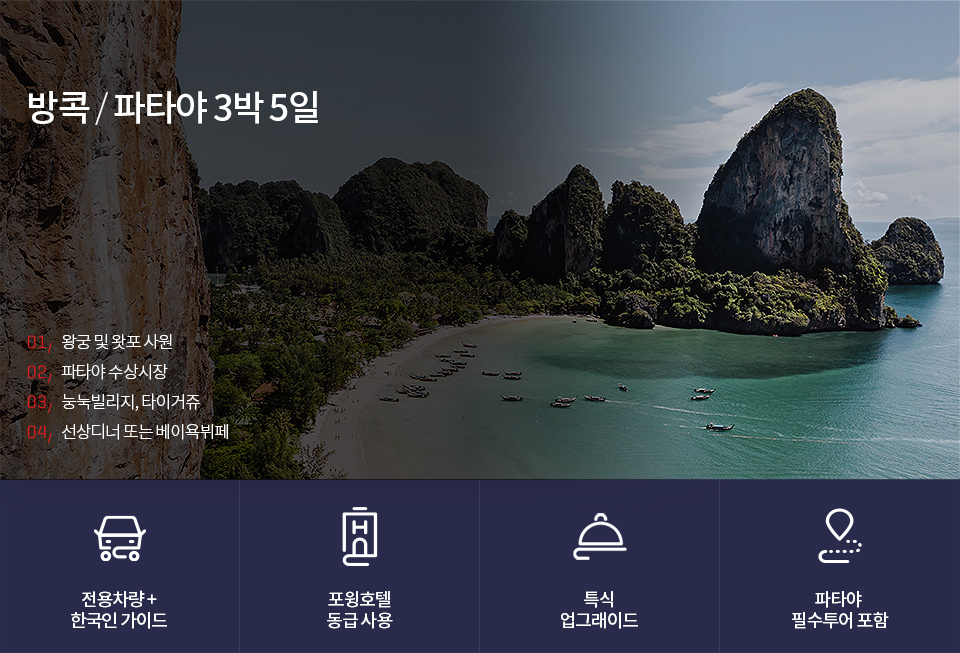 방콕 / 파타야 3박 5일
01, 왕궁 및 왓포 사원
02, 파타야 수상시장
03, 눙눅빌리지, 타이거쥬
04, 선상디너 또는 베이욕뷔페
전용차량 +
한국인 가이드
포윙호텔
동급 사용
특식
업그래이드
파타야
필수투어 포함